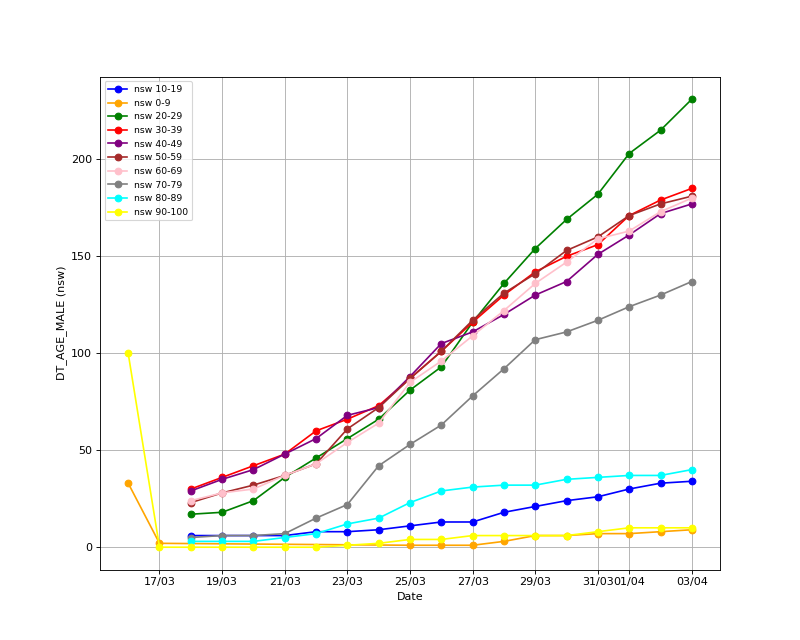 nsw 10-19
nsw 0-9
nsw 20-29
nsw 30-39
nsw 40-49
nsw 50-59
nsw 60-69
nsw 70-79
nsw 80-89
nsw 90-100
DT_AGE_MALE (nsw)
200
150
100
50
0
17/03 19/03 21/03 23/03 25/03 27/03 29/03 31/03 01/04 03/04
Date